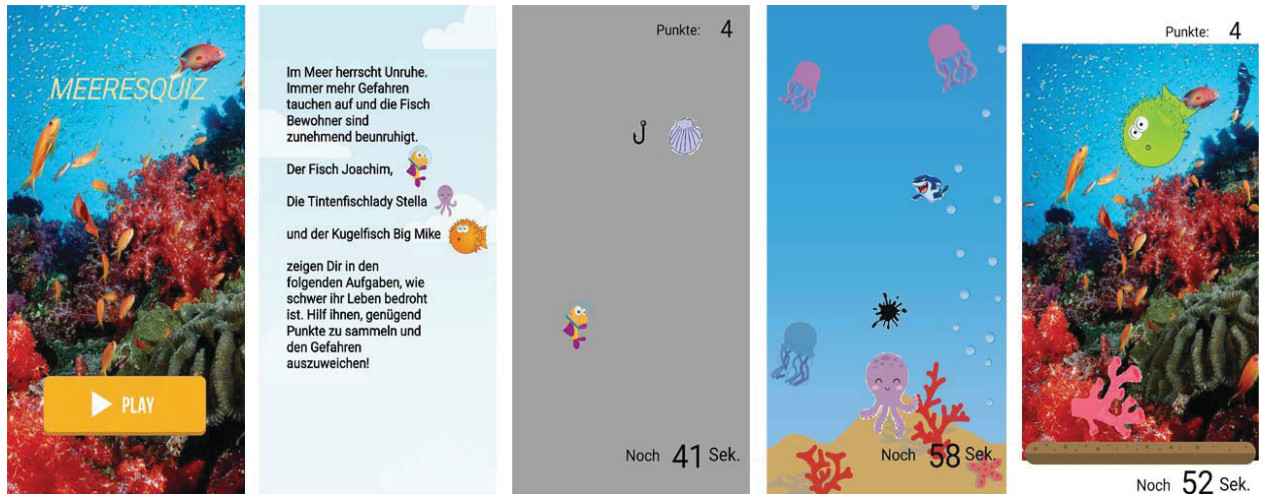 MEERESQUIZ
PLAY
Im Meer herrscht Unruhe.
Immer mehr Gefahren
tauchen auf und die Fisch
Bewohner sind
zunehmend beunruhigt.
Der Fisch Joachim,
Die Tintenfischlady Stella
und der Kugelfisch Big Mike
zeigen Dir in den
folgenden Aufgaben, wie
schwer ihr Leben bedroht
ist. Hilf ihnen, genügend
Punkte zu sammeln und
den Gefahren
auszuweichen!
Punkte: 4
Noch 41 Sek.
Noch 58 Sek.
Punkte: 4
Noch 52 Sek.